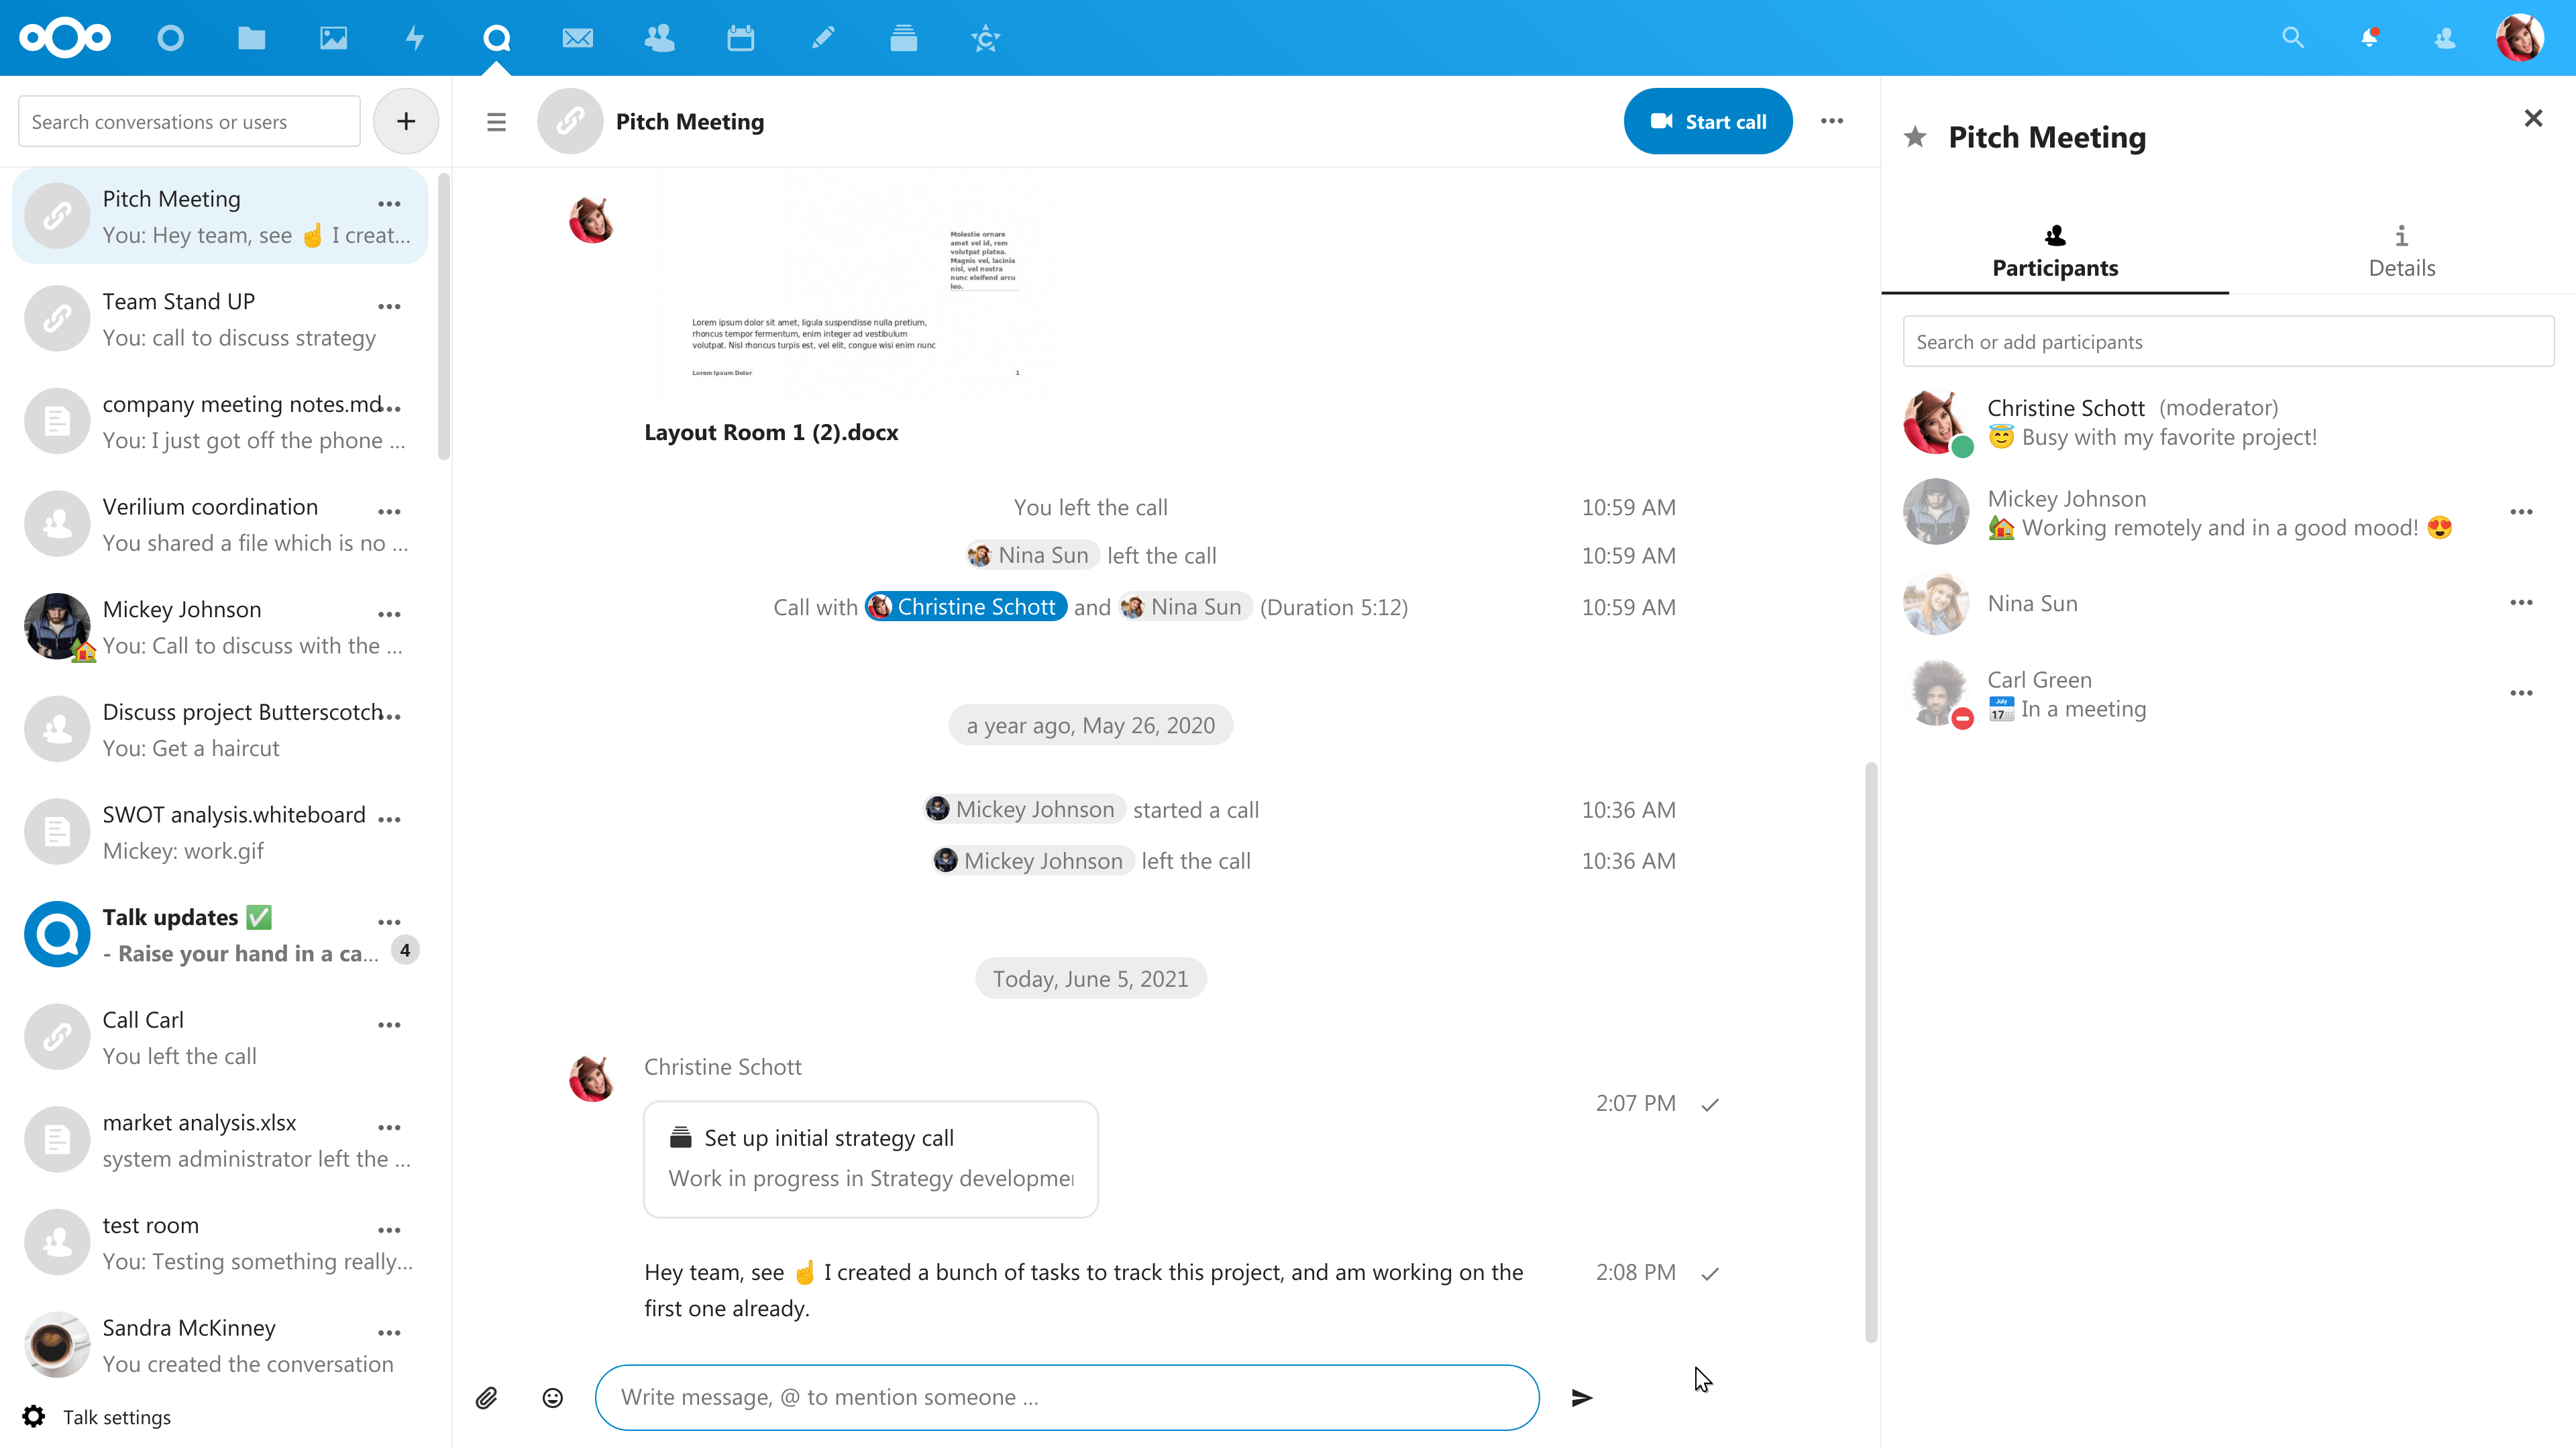 Search conversations or users
+
Pitch Meeting
You: Hey team, see ☝ I creat...
Team Stand UP
You: call to discuss strategy
company meeting notes.md
You: I just got off the phone ...
Verilium coordination
You shared a file which is no ...
Mickey Johnson
You: Call to discuss with the ...
Discuss project Butterscotch
You: Get a haircut
SWOT analysis.whiteboard
Mickey: work.gif
Talk updates ✅
- Raise your hand in a ca...
4
Call Carl
You left the call
market analysis.xlsx
system administrator left the ...
test room
You: Testing something really...
Sandra McKinney
You created the conversation
Talk settings
Pitch Meeting
Start call
Molestie ornare
amet vel id, rem
volutpat platea.
Magnis vel, lacinia
nisl, vel nostra
nunc eleifend arcu
leo.
Lorem ipsum dolor sit amet, ligula suspendisse nulla pretium,
rhoncus tempor fermentum, enim integer ad vestibulum
volutpat. Nisl rhoncus turpis est, vel elit, congue wisi enim nunc
Lorem Ipsum Dolor 1
Layout Room 1 (2).docx
You left the call 10:59 AM
Nina Sun left the call 10:59 AM
Call with Christine Schott and Nina Sun (Duration 5:12) 10:59 AM
a year ago, May 26, 2020
Mickey Johnson started a call 10:36 AM
Mickey Johnson left the call 10:36 AM
Today, June 5, 2021
Christine Schott
2:07 PM
Set up initial strategy call
Work in progress in Strategy developme
Hey team, see ☝ I created a bunch of tasks to track this project, and am working on the 2:08 PM
first one already.
Write message, @ to mention someone ...
Pitch Meeting
Participants
Details
Search or add participants
Christine Schott (moderator)
😇 Busy with my favorite project!
Mickey Johnson
🏡 Working remotely and in a good mood! 😍
Nina Sun
Carl Green
📅 In a meeting